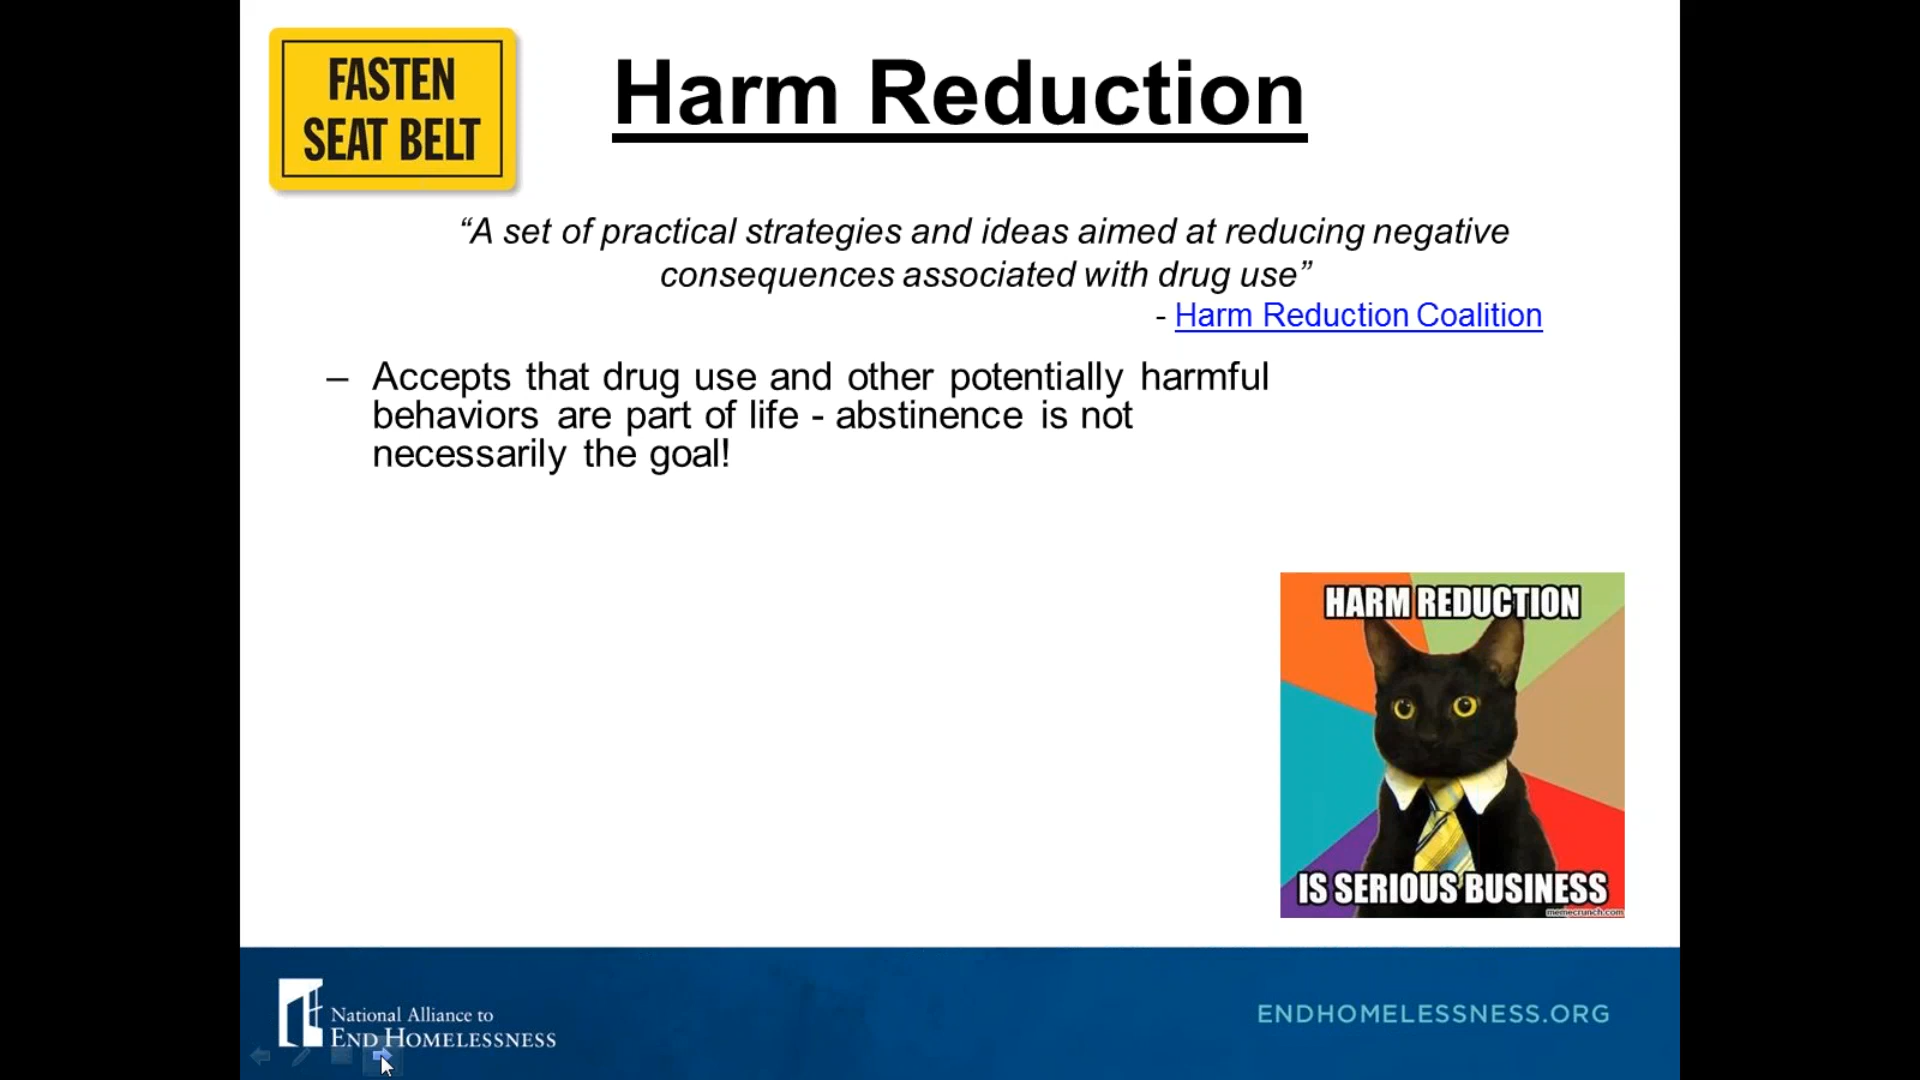 FASTEN
SEAT BELT
Harm Reduction
“A set of practical strategies and ideas aimed at reducing negative
consequences associated with drug use”
- Harm Reduction Coalition
– Accepts that drug use and other potentially harmful
behaviors are part of life - abstinence is not
necessarily the goal!
HARM REDUCTION
IS SERIOUS BUSINESS
memecrunch.com
National Alliance to
END HOMELESSNESS
ENDHOMELESSNESS.ORG